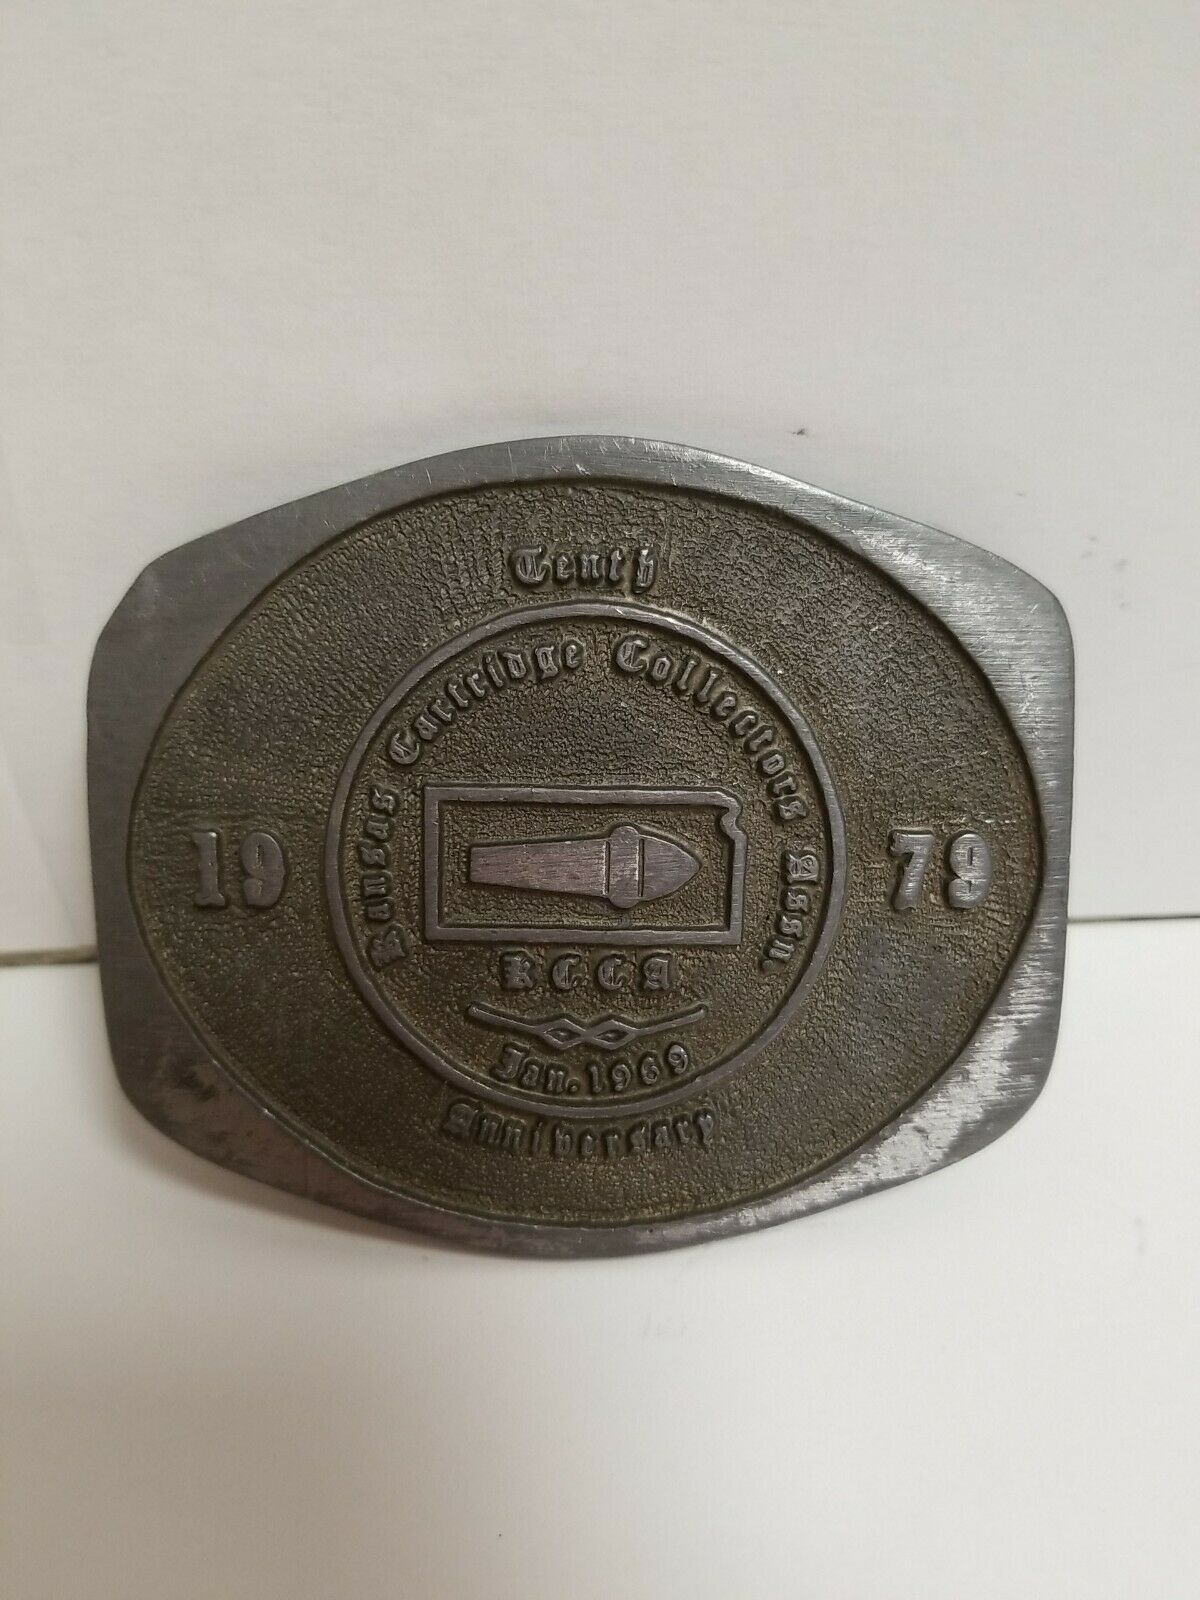 Tenth
Kansas Cartridge Collectors Assn.
19 79
KCCA
Jan. 1969
Anniversary